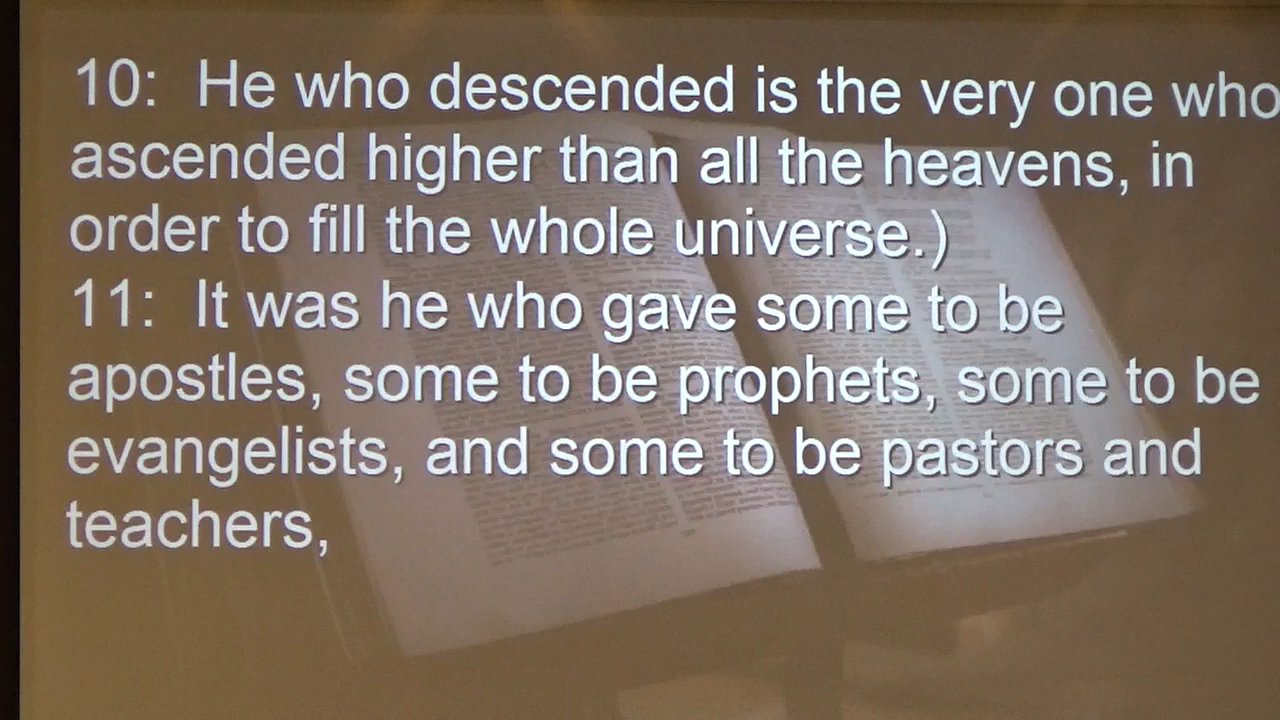 10: He who descended is the very one who
ascended higher than all the heavens, in
order to fill the whole universe.)
11: It was he who gave some to be
apostles, some to be prophets, some to be
evangelists, and some to be pastors and
teachers,